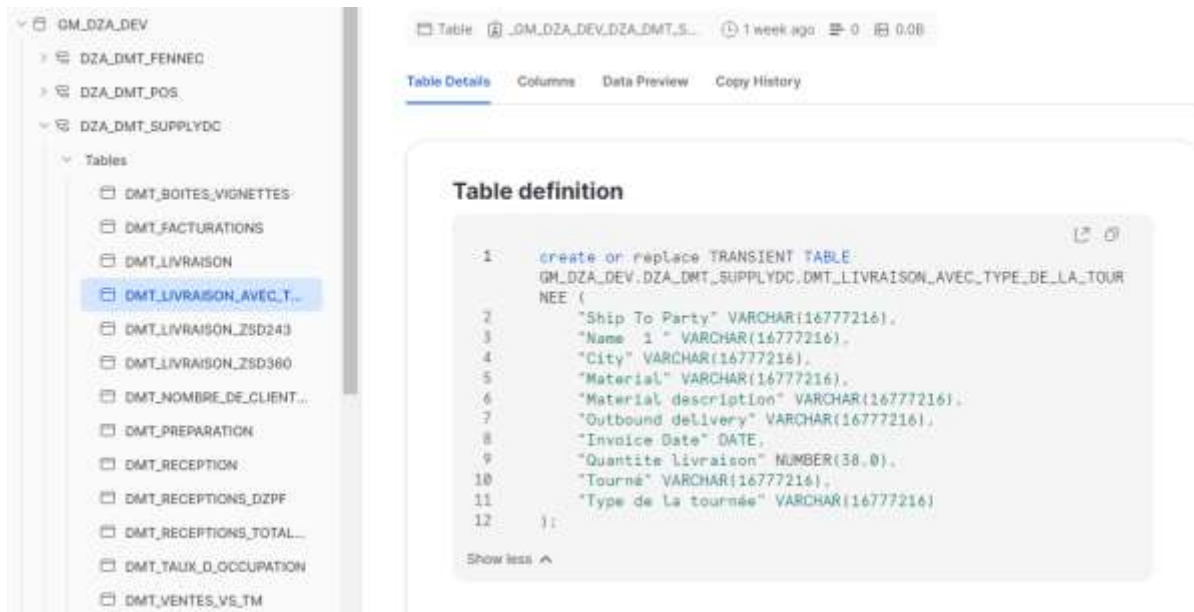 GM_DZA_DEV
DZA_DMT_FENNEC
DZA_DMT_POS
DZA_DMT_SUPPLYDC
Tables
DMT_BOITES_VIGNETTES
DMT_FACTURATIONS
DMT_LIVRAISON
DMT_LIVRAISON_AVEC_T...
DMT_LIVRAISON_ZSD243
DMT_LIVRAISON_ZSD360
DMT_NOMBRE_DE_CLIENT...
DMT_PREPARATION
DMT_RECEPTION
DMT_RECEPTIONS_DZPF
DMT_RECEPTIONS_TOTAL...
DMT_TAUX_D_OCCUPATION
DMT_VENTES_VS_TM
Table _GM_DZA_DEV_DZA_DMT_S... 1 week ago 0 0.0B
Table Details Columns Data Preview Copy History
Table definition
1 create or replace TRANSIENT TABLE
GM_DZA_DEV.DZA_DMT_SUPPLYDC.DMT_LIVRAISON_AVEC_TYPE_DE_LA_TOUR
NEE (
2 "Ship To Party" VARCHAR(16777216),
3 "Name  1 " VARCHAR(16777216),
4 "City" VARCHAR(16777216),
5 "Material" VARCHAR(16777216),
6 "Material description" VARCHAR(16777216),
7 "Outbound delivery" VARCHAR(16777216),
8 "Invoice Date" DATE,
9 "Quantite livraison" NUMBER(38,0),
10 "Tourné" VARCHAR(16777216),
11 "Type de la tournée" VARCHAR(16777216)
12 );
Show less